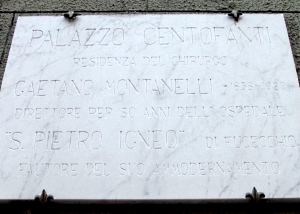 PALAZZO CENTOFANTI
RESIDENZA DEL CHIRURGO
GAETANO MONTANELLI
DIRETTORE PER 50 ANNI DELL'OSPEDALE
"S. PIETRO IGNEO" DI FUCECCHIO
FAUTORE DEL SUO AMMODERNAMENTO